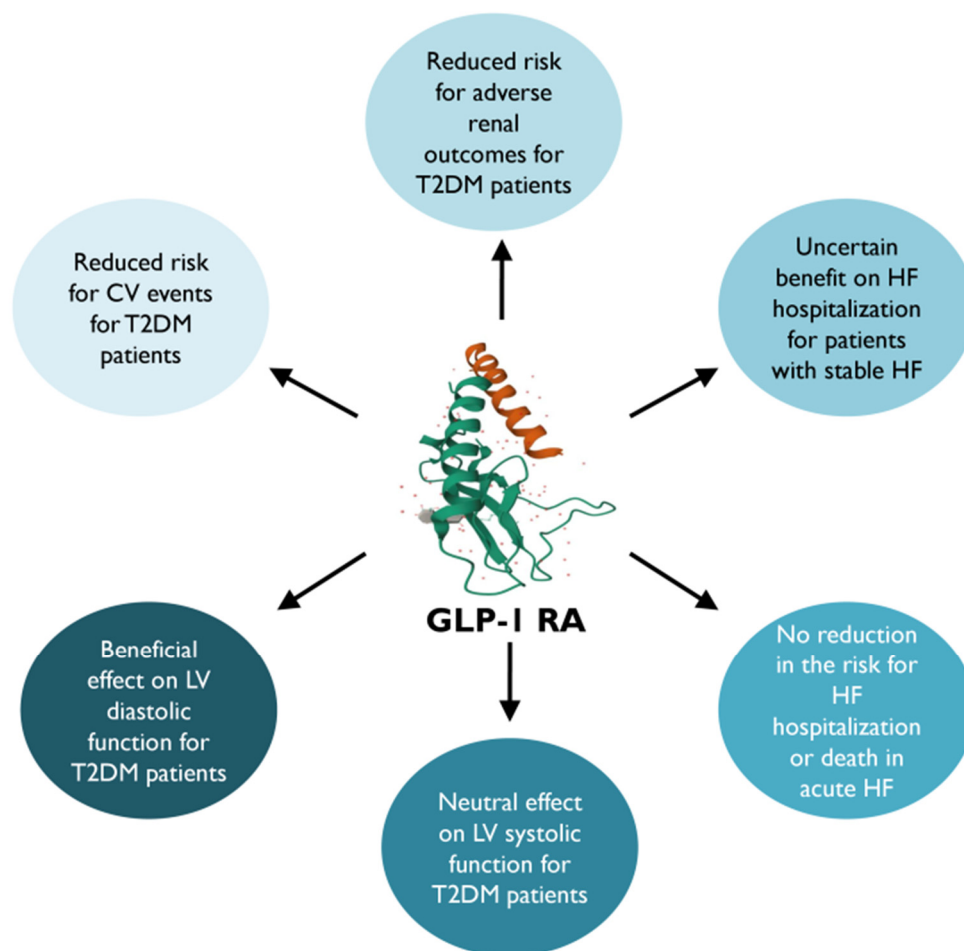 Reduced risk
for adverse
renal
outcomes for
T2DM patients
Reduced risk
for CV events
for T2DM
patients
Uncertain
benefit on HF
hospitalization
for patients
with stable HF
GLP-1 RA
Beneficial
effect on LV
diastolic
function for
T2DM patients
No reduction
in the risk for
HF
hospitalization
or death in
acute HF
Neutral effect
on LV systolic
function for
T2DM patients